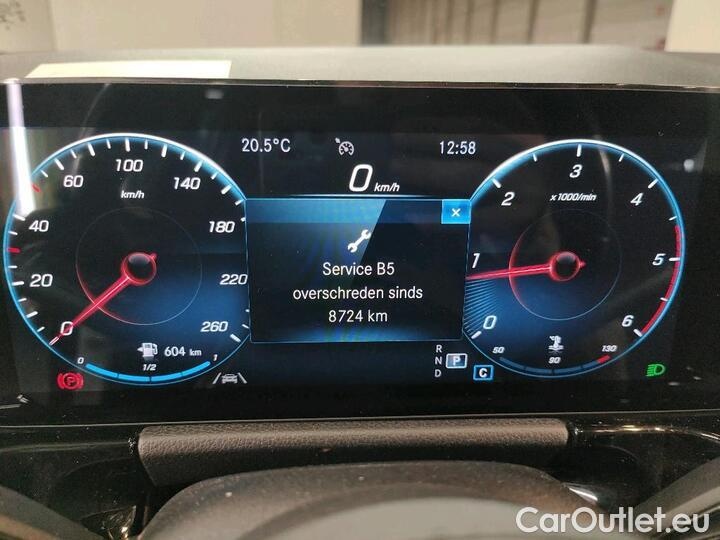 20.5°C
12:58
0 km/h
0
20
40
60
100
140
180
220
260
km/h
Service B5
overschreden sinds
8724 km
0
1
2
3
4
5
6
x1000/min
604 km
0
1/2
1
R
N
D
P
C
50
90
130
CarOutlet.eu